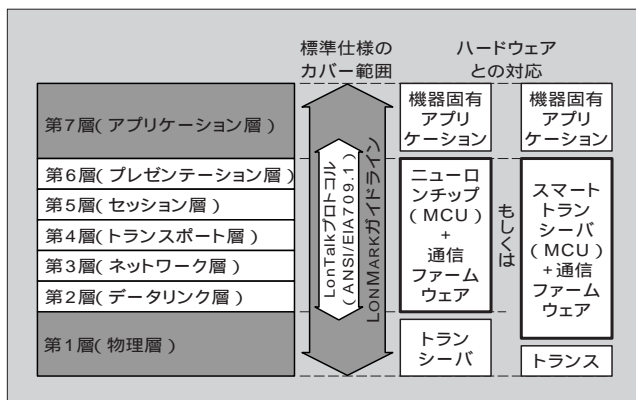 標準仕様の
カバー範囲
ハードウェア
との対応
第7層(アプリケーション層)
第6層(プレゼンテーション層)
第5層(セッション層)
第4層(トランスポート層)
第3層(ネットワーク層)
第2層(データリンク層)
第1層(物理層)
LonTalkプロトコル
(ANSI/EIA709.1)
LONMARKガイドライン
機器固有
アプリ
ケーション
ニューロ
ンチップ
(MCU)
+
通信
ファーム
ウェア
トラン
シーバ
もしくは
機器固有
アプリ
ケーション
スマート
トラン
シーバ
(MCU)
+通信
ファーム
ウェア
トランス